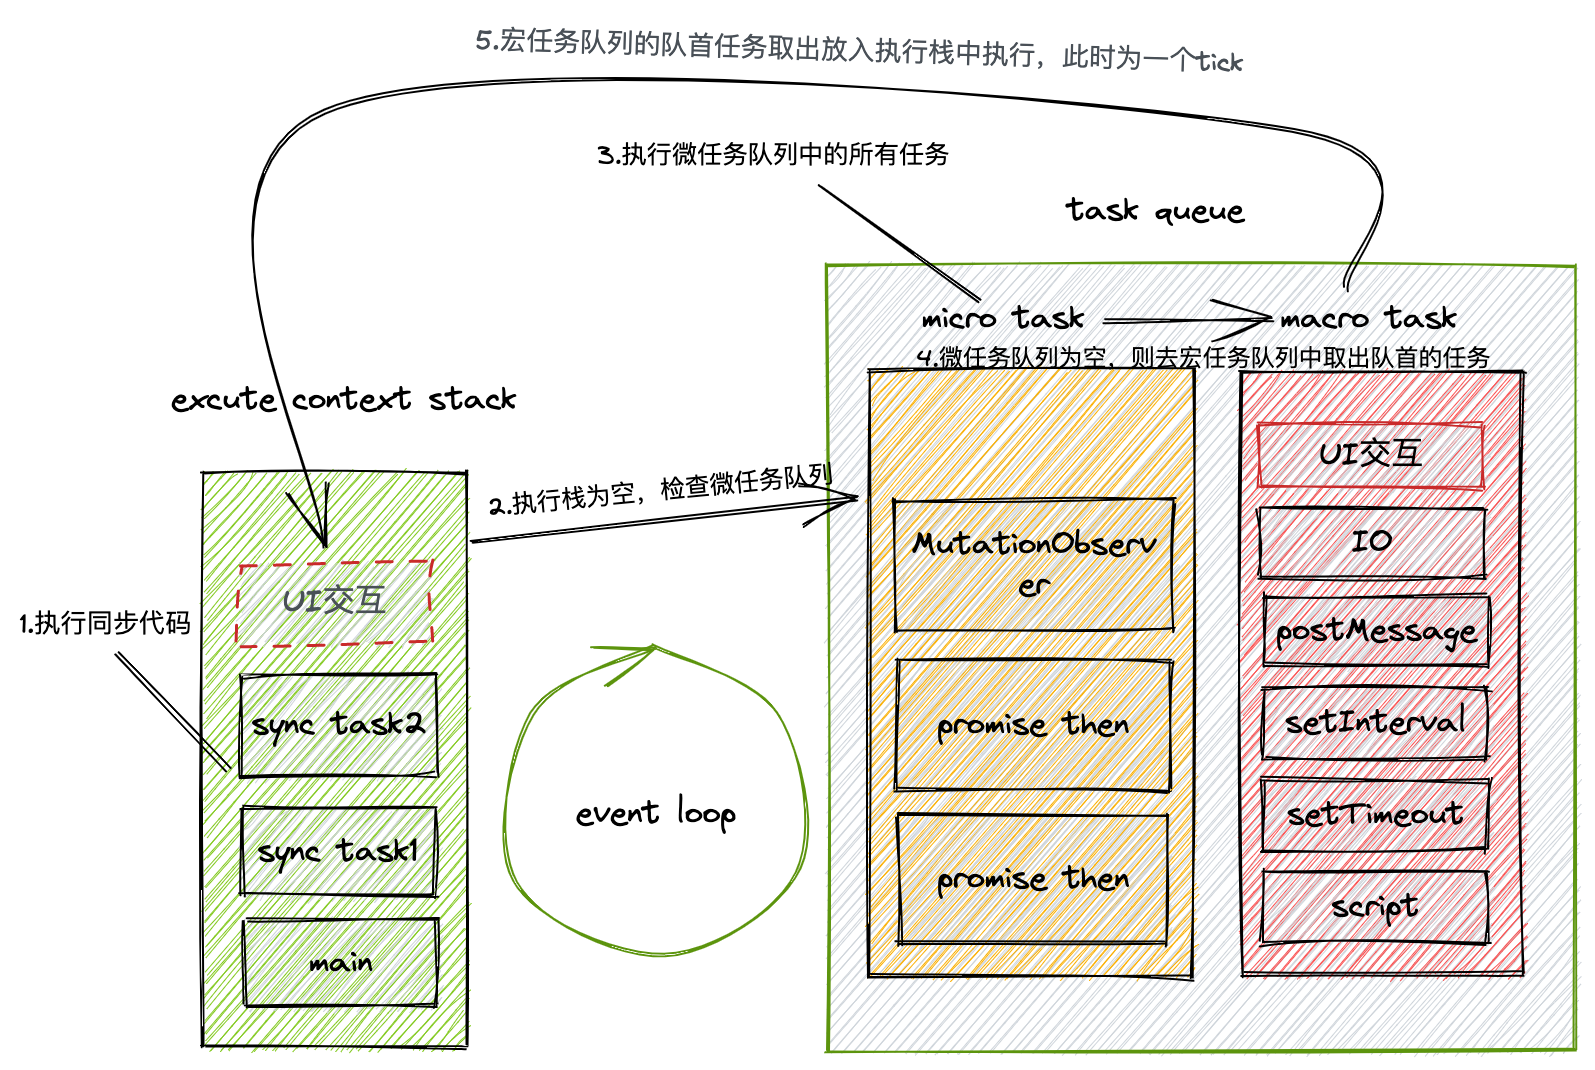 5.宏任务队列的队首任务取出放入执行栈中执行，此时为一个tick
3.执行微任务队列中的所有任务
task queue
micro task
macro task
4.微任务队列为空，则去宏任务队列中取出队首的任务
excute context stack
2.执行栈为空，检查微任务队列
1.执行同步代码
UI交互
sync task2
sync task1
main
event loop
MutationObserv
er
promise then
promise then
UI交互
IO
postMessage
setInterval
setTimeout
script